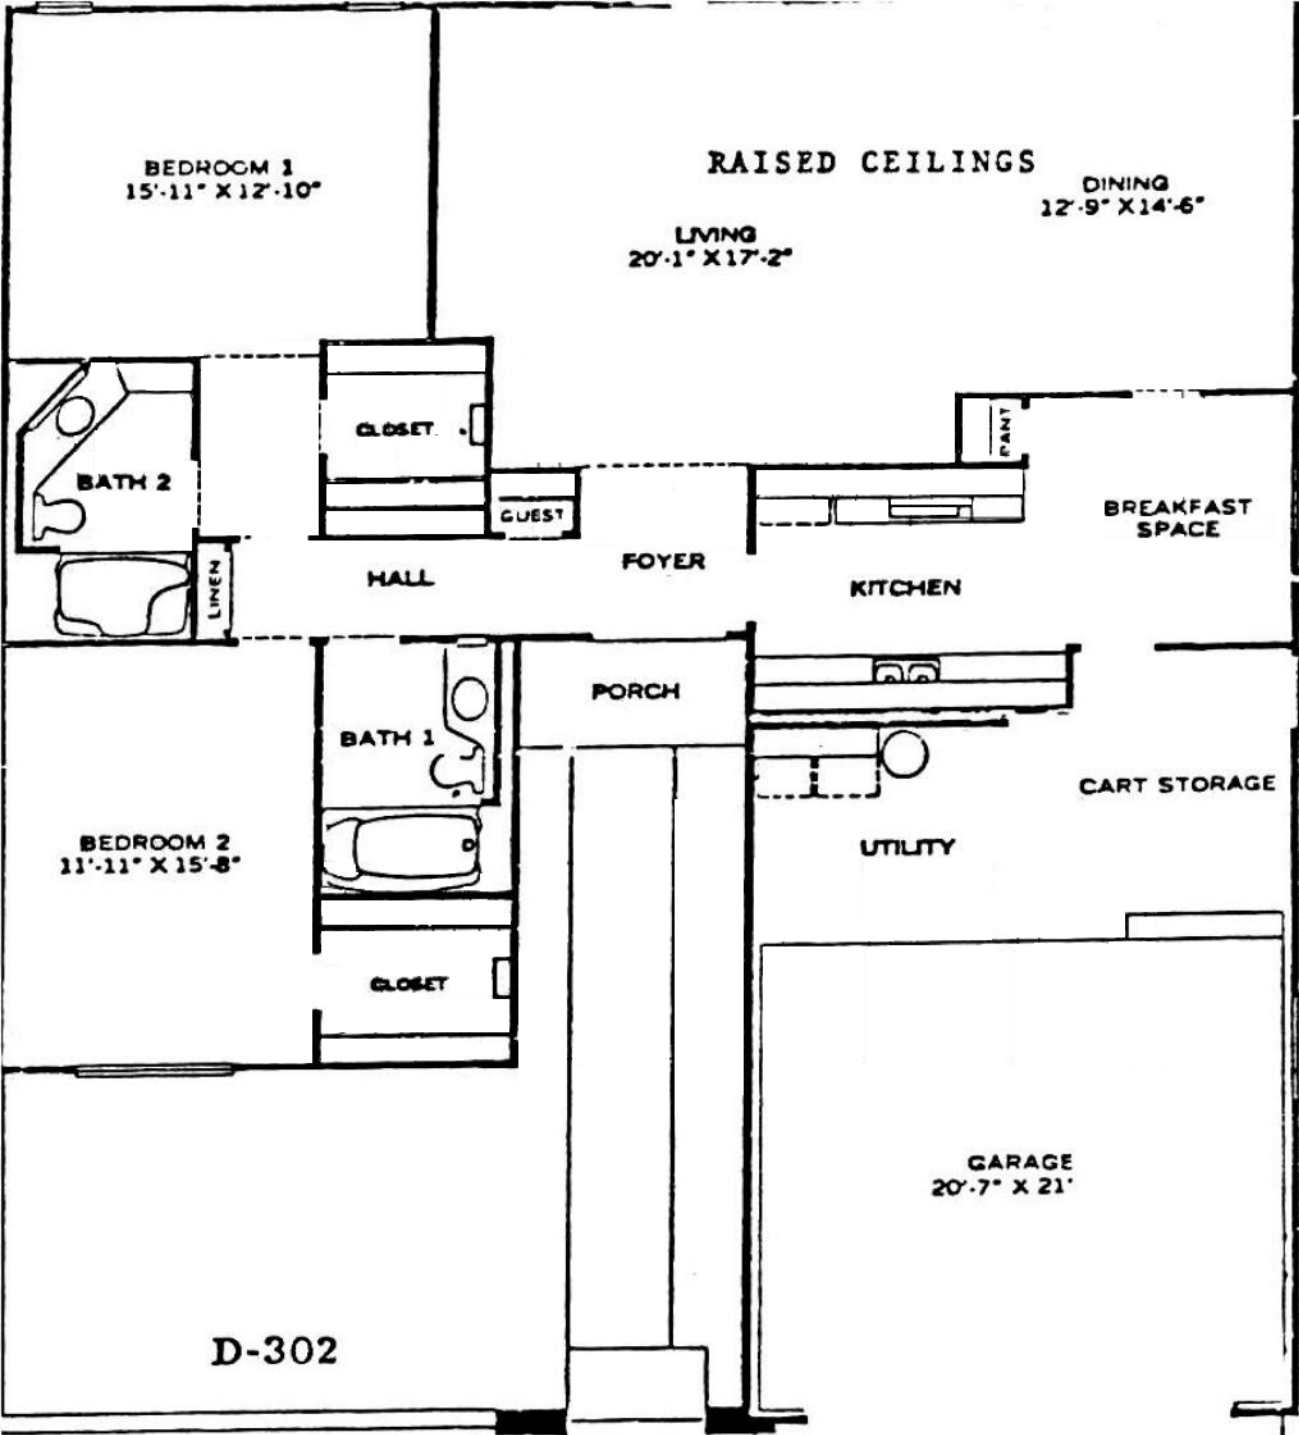 BEDROOM 1
15'-11" X 12'-10"
RAISED CEILINGS
DINING
12'-9" X 14'-6"
LIVING
20'-1" X 17'-2"
CLOSET
PANT
BATH 2
GUEST
BREAKFAST
SPACE
FOYER
HALL
LINEN
KITCHEN
PORCH
BATH 1
CART STORAGE
BEDROOM 2
11'-11" X 15'-8"
UTILITY
CLOSET
GARAGE
20'-7" X 21'
D-302